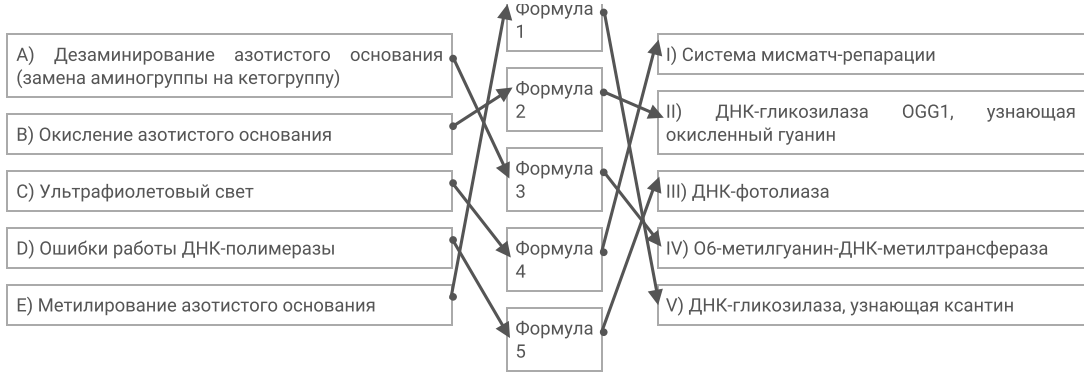 А) Дезаминирование азотистого основания
(замена аминогруппы на кетогруппу)
B) Окисление азотистого основания
C) Ультрафиолетовый свет
D) Ошибки работы ДНК-полимеразы
E) Метилирование азотистого основания
Формула
1
Формула
2
Формула
3
Формула
4
Формула
5
I) Система мисматч-репарации
II) ДНК-гликозилаза OGG1, узнающая
окисленный гуанин
III) ДНК-фотолиаза
IV) О6-метилгуанин-ДНК-метилтрансфераза
V) ДНК-гликозилаза, узнающая ксантин